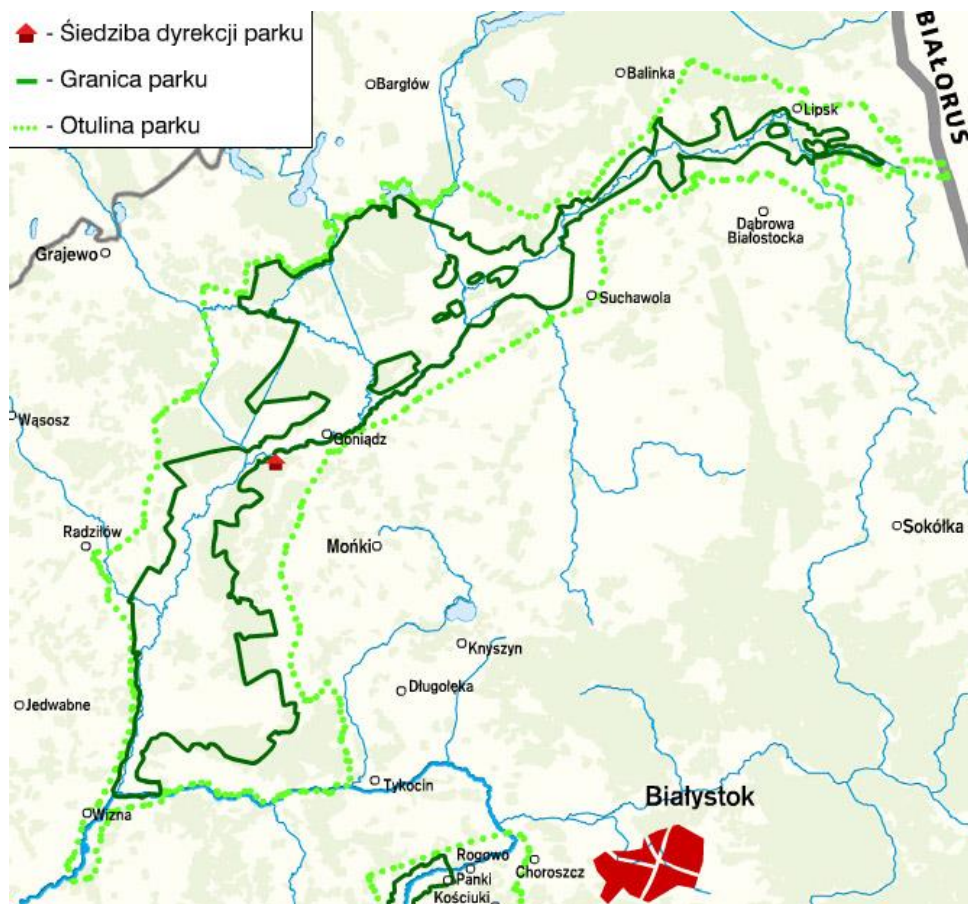 - Śiedziba dyrekcji parku
- Granica parku
- Otulina parku
BIAŁORUS
Bargłów
Balinka
Lipsk
Dąbrowa
Białostocka
Grajewo
Suchawola
Wąsosz
Goniądz
Radziłów
Mońki
Sokółka
Knyszyn
Jedwabne
Długołęka
Tykocin
Białystok
Wizna
Rogowo
Choroszcz
Panki
Kościuki